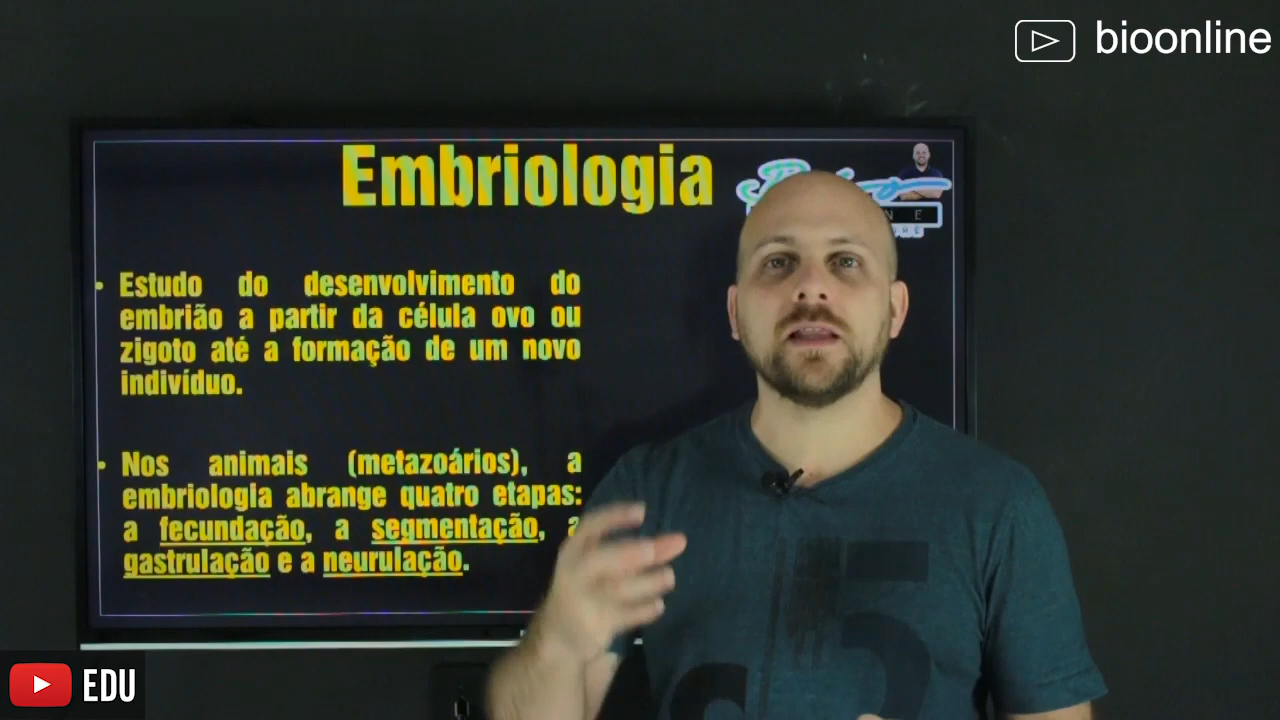 bioonline
Embriologia
N E
• Estudo do desenvolvimento do
embrião a partir da célula ovo ou
zigoto até a formação de um novo
indivíduo.
• Nos animais (metazoários), a
embriologia abrange quatro etapas:
a fecundação, a segmentação, a
gastrulação e a neurulação.
5
EDU